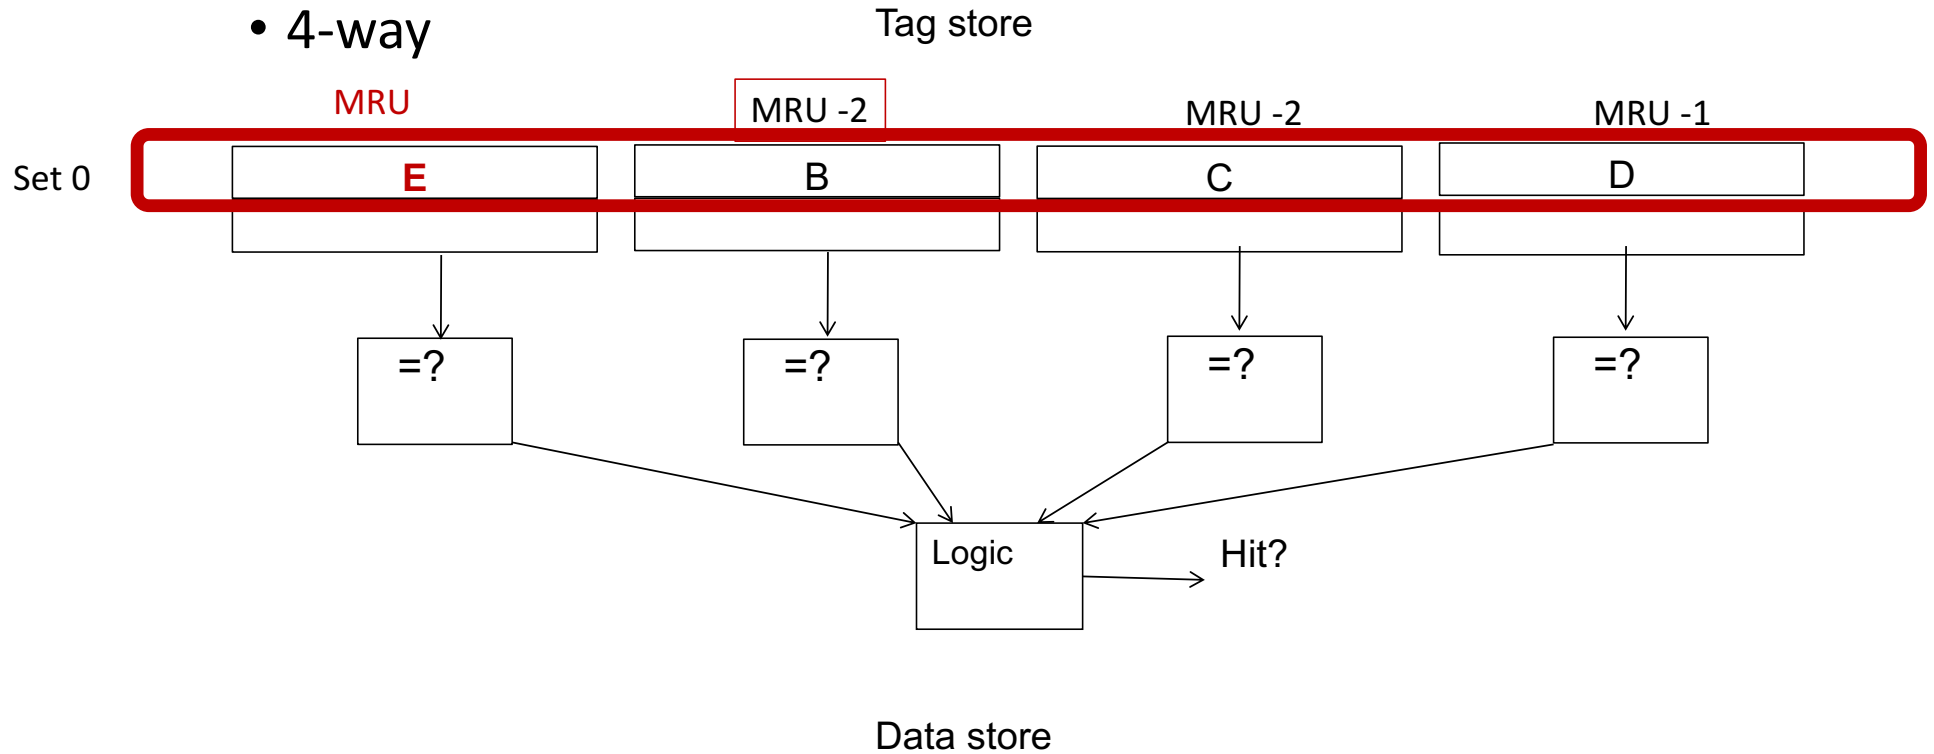 • 4-way
Tag store
MRU
MRU -2
MRU -2
MRU -1
Set 0
E
B
C
D
=?
=?
=?
=?
Logic
Hit?
Data store